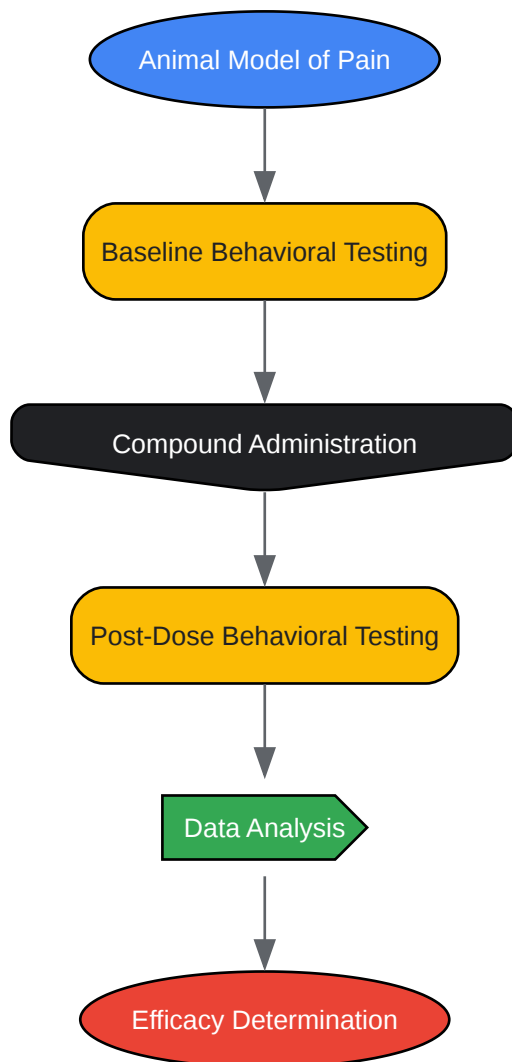 Animal Model of Pain
Baseline Behavioral Testing
Compound Administration
Post-Dose Behavioral Testing
Data Analysis
Efficacy Determination